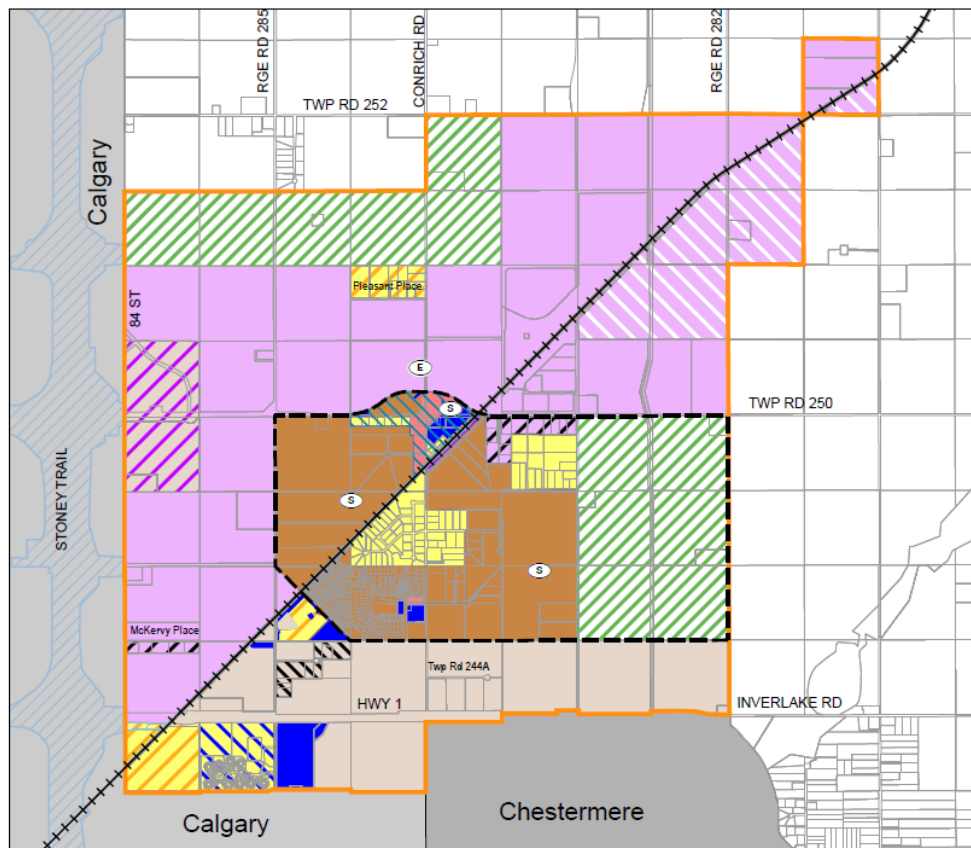 RGE RD 285
CONRICH RD
RGE RD 282
TWP RD 252
Calgary
Pleasant Place
84 ST
E
S
TWP RD 250
S
STONEY TRAIL
S
McKervy Place
Twp Rd 244A
HWY 1
INVERLAKE RD
Calgary
Chestermere